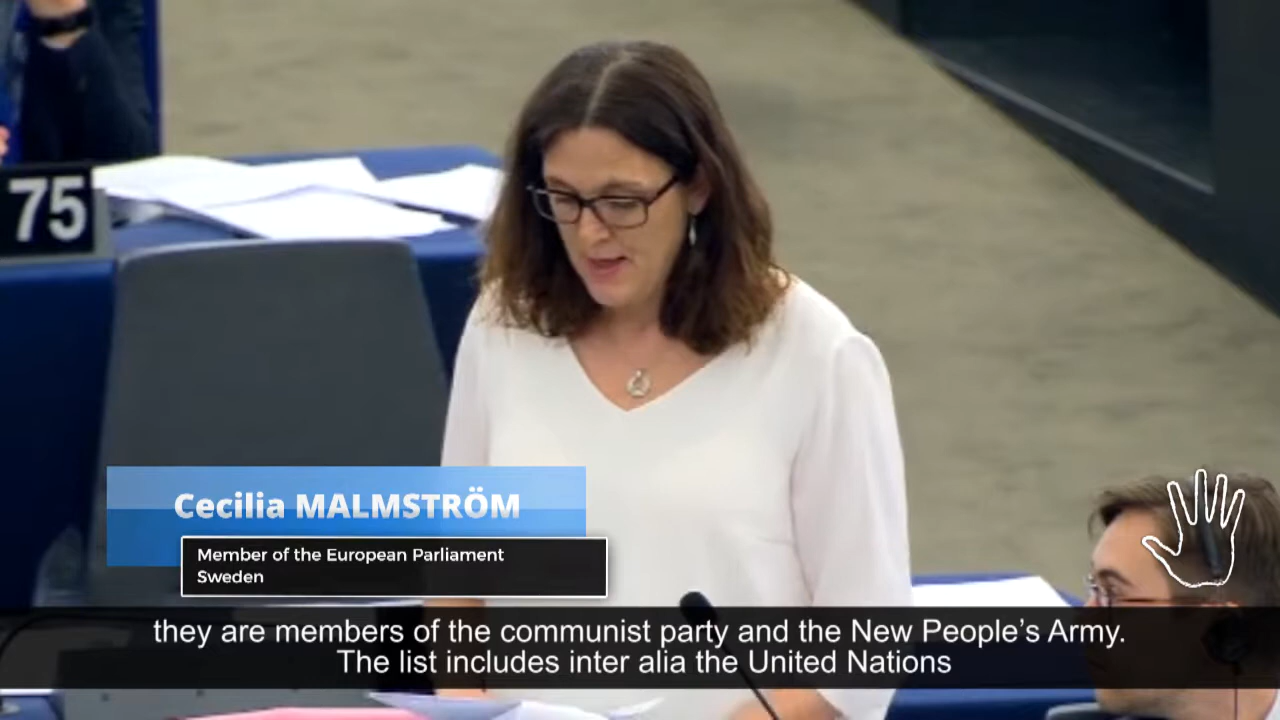 75
Cecilia MALMSTRÖM
Member of the European Parliament
Sweden
they are members of the communist party and the New People’s Army.
The list includes inter alia the United Nations